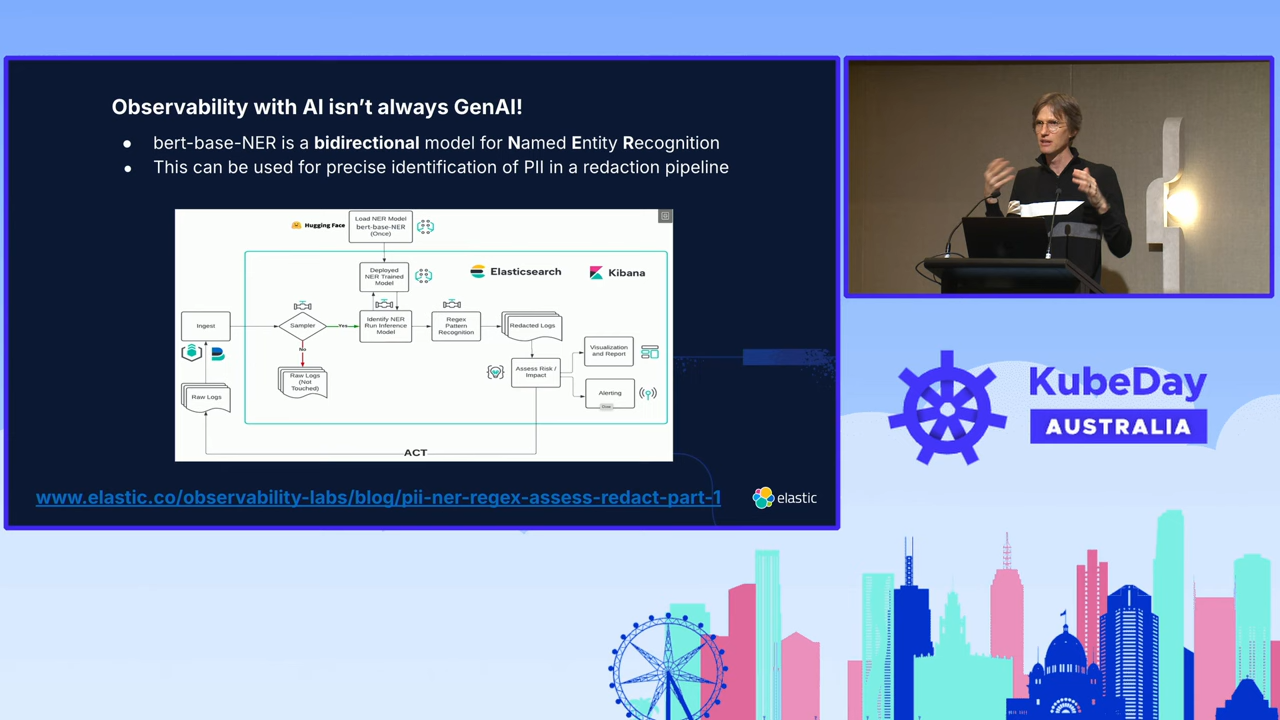 Observability with AI isn’t always GenAI!
● bert-base-NER is a bidirectional model for Named Entity Recognition
● This can be used for precise identification of PII in a redaction pipeline
Hugging Face
Load NER Model
bert-base-NER
(Once)
Deployed
NER Trained
Model
Elasticsearch
Kibana
Ingest
Sampler
Yes
Identify NER
Run Inference
Model
Regex
Pattern
Recognition
Redacted Logs
No
Raw Logs
(Not
Touched)
Visualization
and Report
Assess Risk /
Impact
Alerting
Raw Logs
ACT
www.elastic.co/observability-labs/blog/pii-ner-regex-assess-redact-part-1
elastic
KubeDay
AUSTRALIA